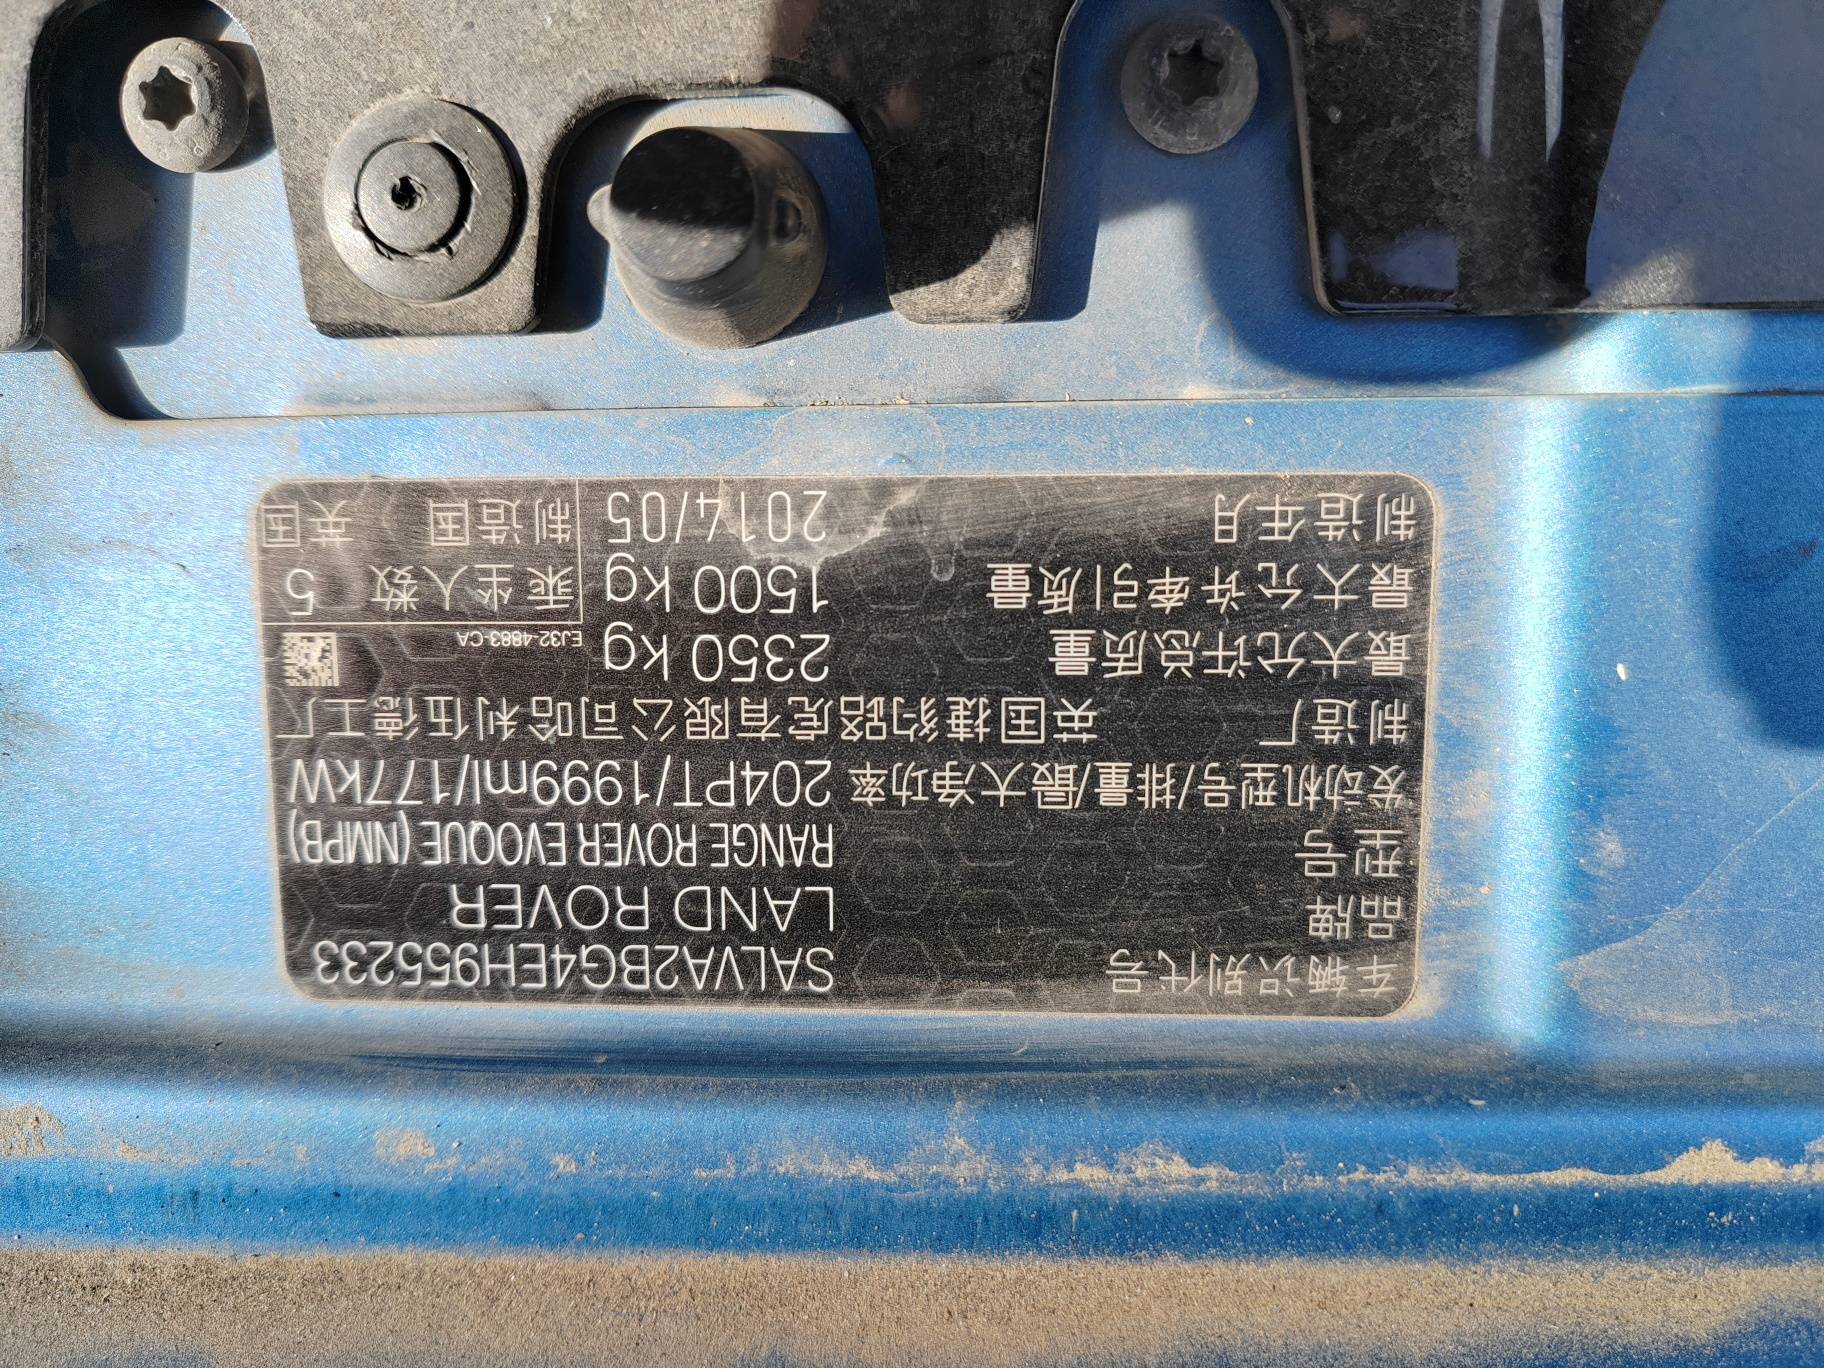 车辆识别代号 SALVA2BG4EH955233
品牌 LAND ROVER
型号 RANGE ROVER EVOQUE (NMPB)
发动机型号/排量/最大净功率 204PT/1999ml/177kW
制造厂 英国捷豹路虎有限公司哈利伍德工厂
最大允许总质量 2350 kg EJ32-4883-CA
最大允许牵引质量 1500 kg 乘坐人数 5
制造年月 2014/05 制造国 英国